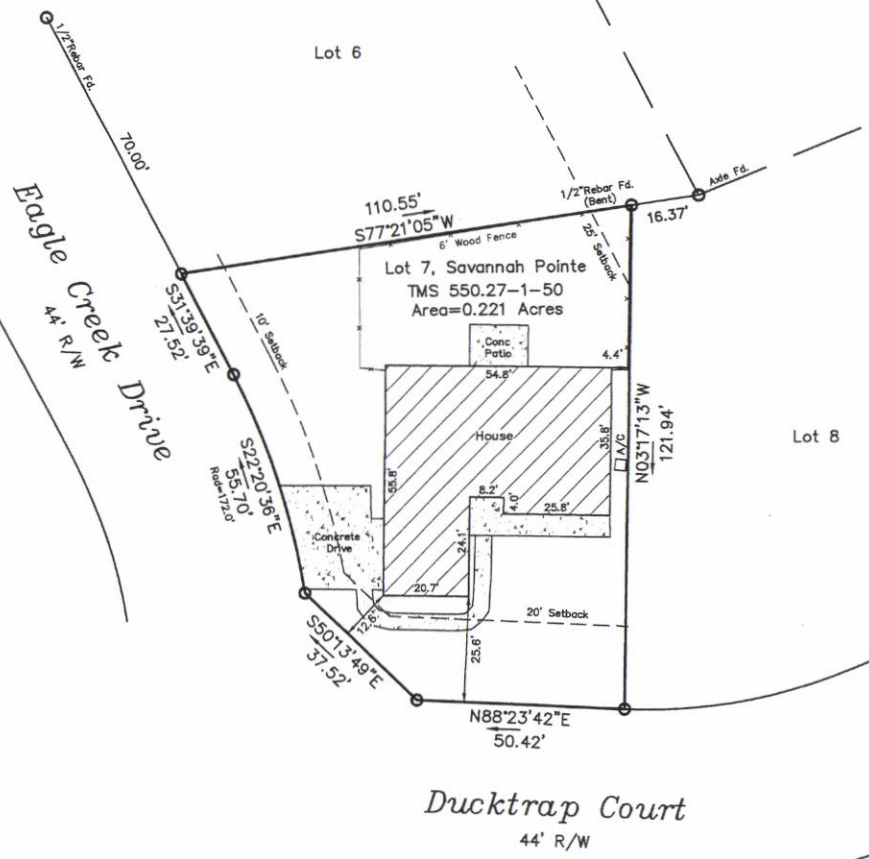 1/2"Rebar Fd.
Lot 6
70.00'
Axle Fd.
1/2"Rebar Fd.
(Bent)
16.37'
110.55'
S77°21'05"W
6' Wood Fence
25' Setback
Lot 7, Savannah Pointe
TMS 550.27-1-50
Area=0.221 Acres
Eagle Creek Drive
44' R/W
S31°39'39"E
27.52'
10' Setback
Conc
Patio
4.4'
54.8'
House
35.8'
A/C
N03°17'13"W
121.94'
Lot 8
55.8'
S22°20'36"E
55.70'
Rad=172.0'
8.2'
4.0'
25.8'
24.1'
Concrete
Drive
20.7'
20' Setback
12.6'
S50°13'49"E
37.52'
25.6'
N88°23'42"E
50.42'
Ducktrap Court
44' R/W